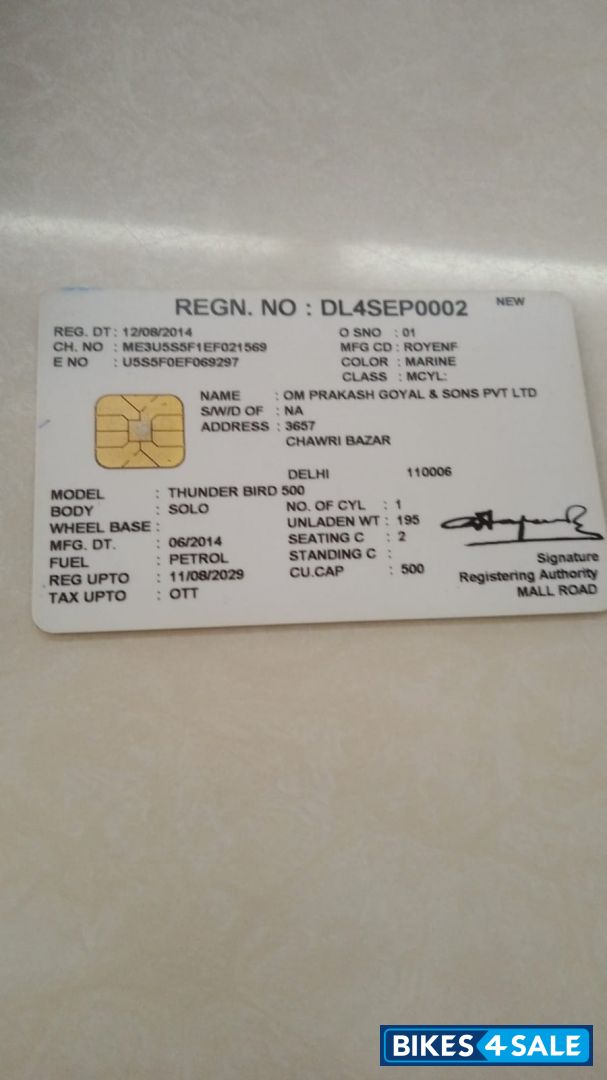 REGN. NO : DL4SEP0002 NEW
REG. DT : 12/08/2014 O SNO : 01
CH. NO : ME3U5S5F1EF021569 MFG CD : ROYENF
E NO : U5S5F0EF069297 COLOR : MARINE
CLASS : MCYL:
NAME : OM PRAKASH GOYAL & SONS PVT LTD
S/W/D OF : NA
ADDRESS : 3657
CHAWRI BAZAR
DELHI 110006
MODEL : THUNDER BIRD 500
BODY : SOLO NO. OF CYL : 1
WHEEL BASE : UNLADEN WT : 195
MFG. DT. : 06/2014 SEATING C : 2
FUEL : PETROL STANDING C :
REG UPTO : 11/08/2029 CU.CAP : 500
TAX UPTO : OTT
Signature
Registering Authority
MALL ROAD
BIKES4SALE